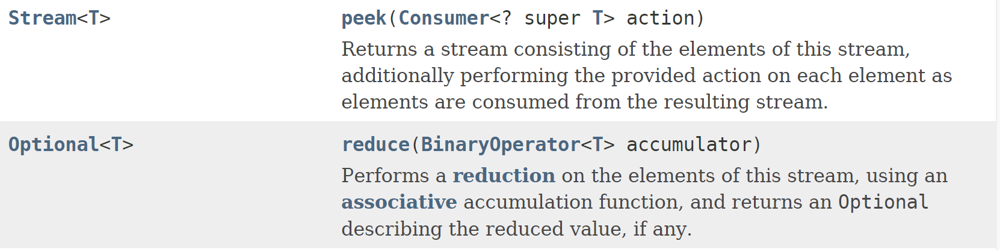 Stream<T> peek(Consumer<? super T> action)
Returns a stream consisting of the elements of this stream,
additionally performing the provided action on each element as
elements are consumed from the resulting stream.
Optional<T> reduce(BinaryOperator<T> accumulator)
Performs a reduction on the elements of this stream, using an
associative accumulation function, and returns an Optional
describing the reduced value, if any.